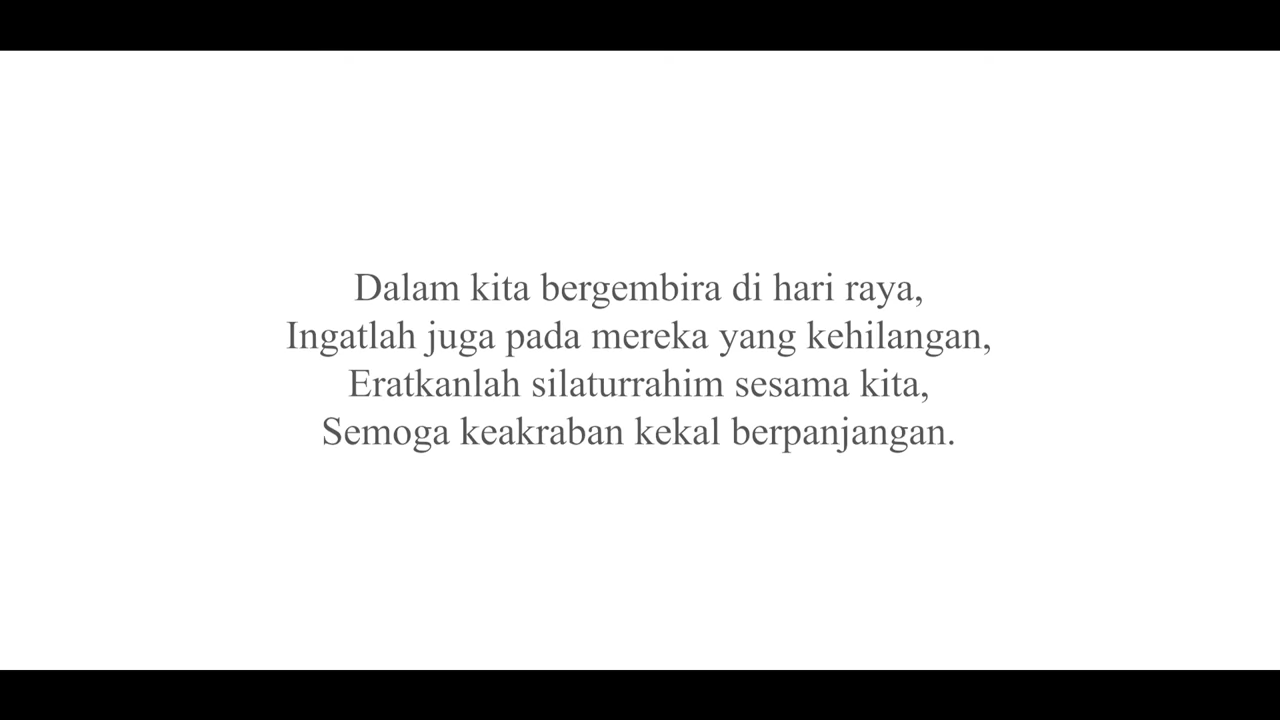 Dalam kita bergembira di hari raya,
Ingatlah juga pada mereka yang kehilangan,
Eratkanlah silaturrahim sesama kita,
Semoga keakraban kekal berpanjangan.